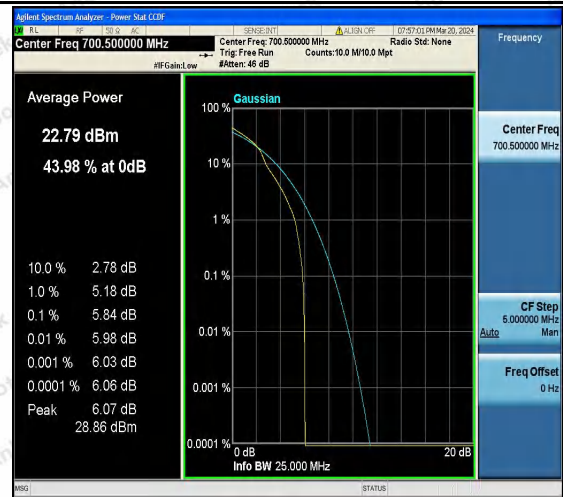 Agilent Spectrum Analyzer - Power Stat CCDF
RL RF 50 Ω AC SENSE:INT ALIGN OFF 07:57:01 PM Mar 20, 2024
Center Freq 700.500000 MHz
Center Freq: 700.500000 MHz Radio Std: None
Trig: Free Run Counts:10.0 M/10.0 Mpt
#IFGain:Low #Atten: 46 dB
Frequency
Average Power
22.79 dBm
43.98 % at 0dB
10.0 % 2.78 dB
1.0 % 5.18 dB
0.1 % 5.84 dB
0.01 % 5.98 dB
0.001 % 6.03 dB
0.0001 % 6.06 dB
Peak 6.07 dB
28.86 dBm
Gaussian
100 %
10 %
1 %
0.1 %
0.01 %
0.001 %
0.0001 %
0 dB 20 dB
Info BW 25.000 MHz
Center Freq
700.500000 MHz
CF Step
5.000000 MHz
Auto Man
Freq Offset
0 Hz
MSG STATUS